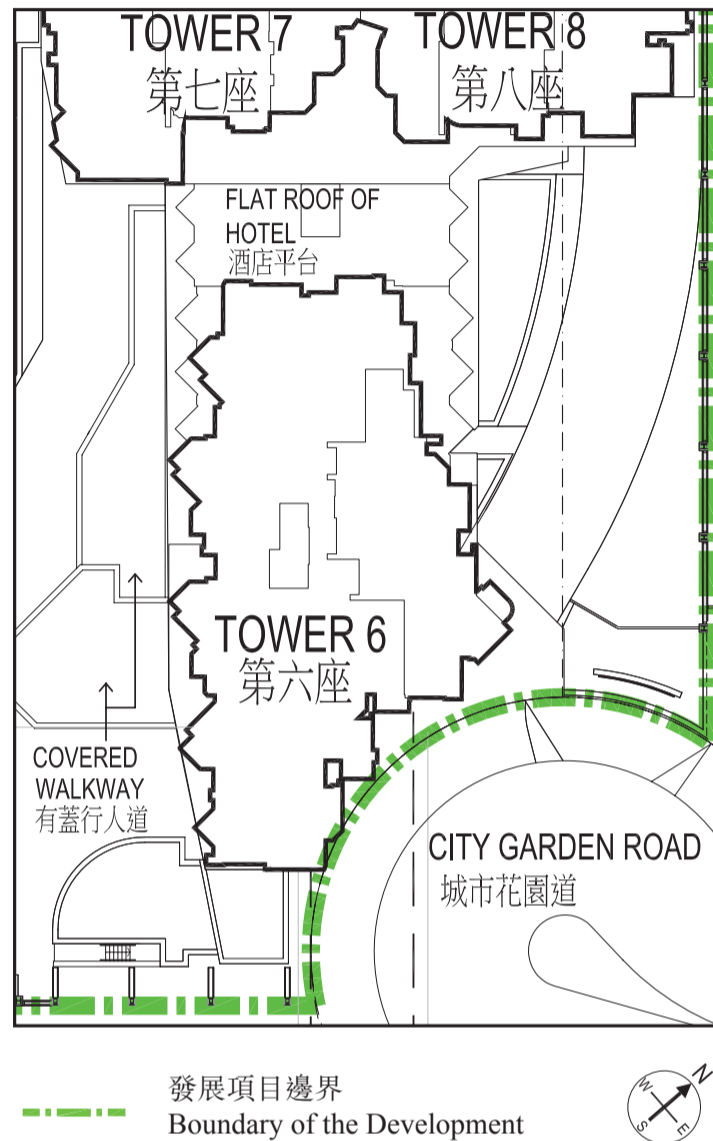 TOWER 7
第七座
TOWER 8
第八座
FLAT ROOF OF
HOTEL
酒店平台
TOWER 6
第六座
COVERED
WALKWAY
有蓋行人道
CITY GARDEN ROAD
城市花園道
發展項目邊界
Boundary of the Development
N
W
S
E